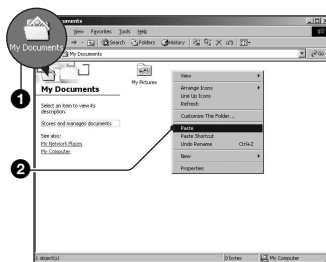 My Documents
View Favorites Tools Help
Search Folders History
My Documents
Go
1
My Documents
My Pictures
Select an item to view its
description.
Stores and manages documents
See also:
My Network Places
My Computer
View
Arrange Icons
Line Up Icons
Refresh
Customize This Folder...
Paste
Paste Shortcut
Undo Rename Ctrl+Z
New
Properties
2
1 object(s)
0 bytes
My Computer